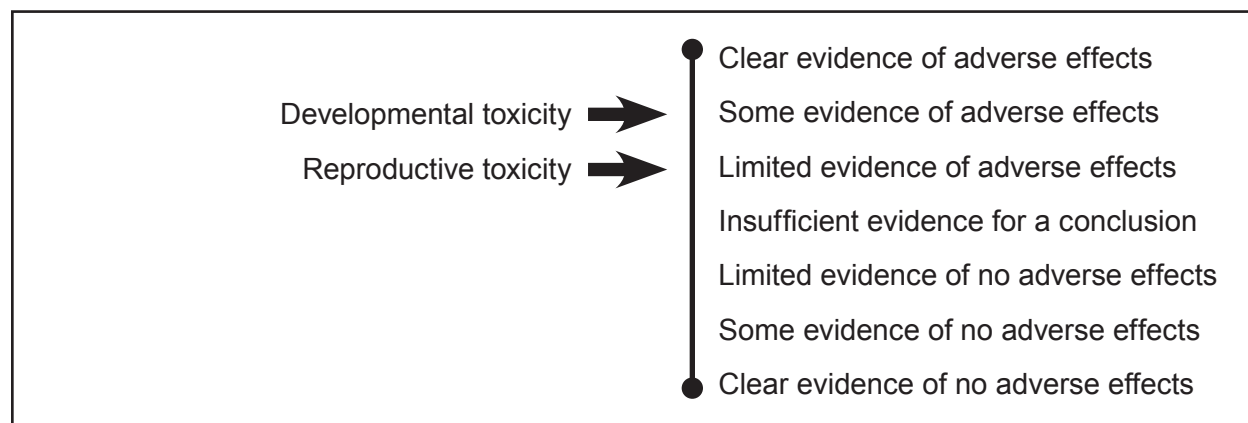 Clear evidence of adverse effects
Developmental toxicity Some evidence of adverse effects
Reproductive toxicity Limited evidence of adverse effects
Insufficient evidence for a conclusion
Limited evidence of no adverse effects
Some evidence of no adverse effects
Clear evidence of no adverse effects